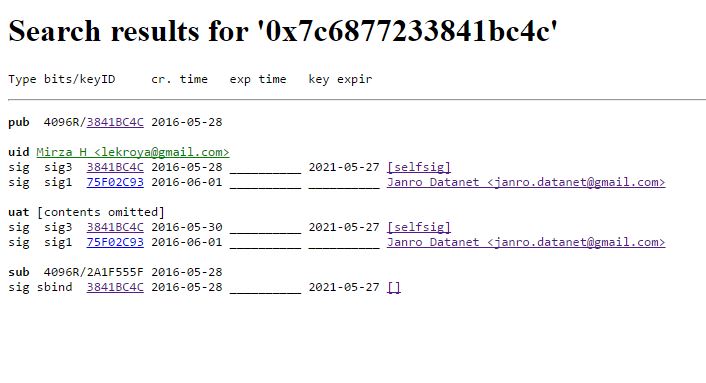 Search results for '0x7c6877233841bc4c'
Type bits/keyID cr. time exp time key expir
pub 4096R/3841BC4C 2016-05-28
uid Mirza H <lekroya@gmail.com>
sig sig3 3841BC4C 2016-05-28 __________ 2021-05-27 [selfsig]
sig sig1 75F02C93 2016-06-01 __________ __________ Janro Datanet <janro.datanet@gmail.com>
uat [contents omitted]
sig sig3 3841BC4C 2016-05-30 __________ 2021-05-27 [selfsig]
sig sig1 75F02C93 2016-06-01 __________ __________ Janro Datanet <janro.datanet@gmail.com>
sub 4096R/2A1F555F 2016-05-28
sig sbind 3841BC4C 2016-05-28 __________ 2021-05-27 []